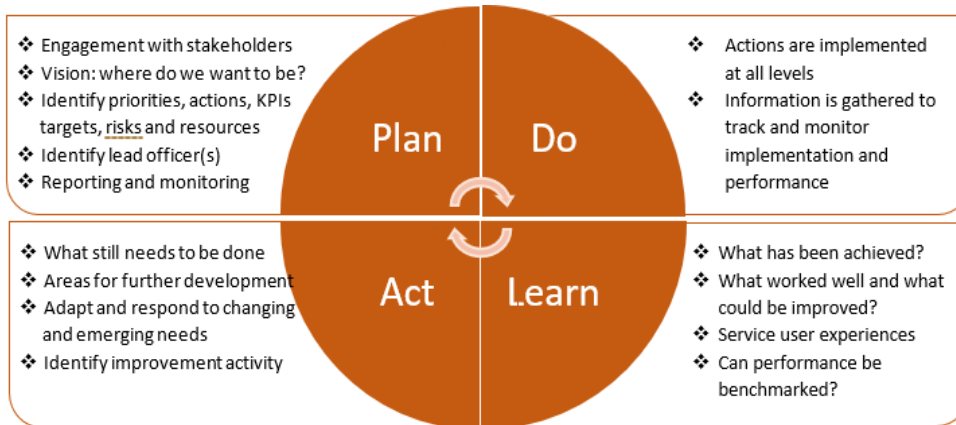 ❖ Engagement with stakeholders
❖ Vision: where do we want to be?
❖ Identify priorities, actions, KPIs
targets, risks and resources
❖ Identify lead officer(s)
❖ Reporting and monitoring
Plan
Do
❖ Actions are implemented
at all levels
❖ Information is gathered to
track and monitor
implementation and
performance
❖ What still needs to be done
❖ Areas for further development
❖ Adapt and respond to changing
and emerging needs
❖ Identify improvement activity
Act
Learn
❖ What has been achieved?
❖ What worked well and what
could be improved?
❖ Service user experiences
❖ Can performance be
benchmarked?